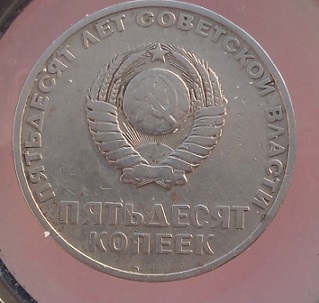 ПЯТЬДЕСЯТ ЛЕТ СОВЕТСКОЙ ВЛАСТИ
ПЯТЬДЕСЯТ
КОПЕЕК